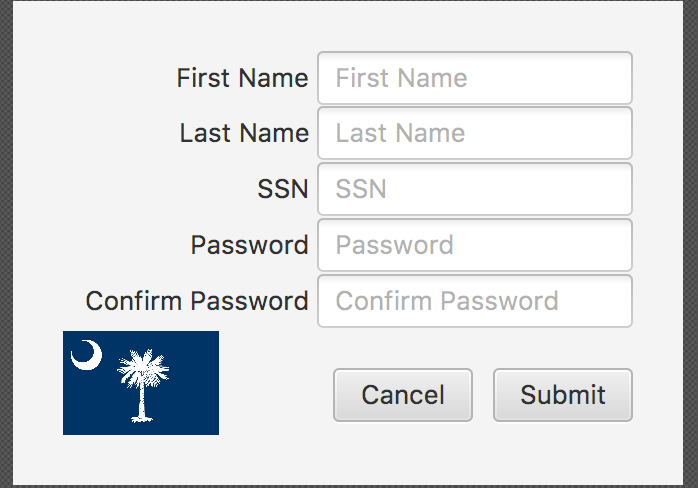 First Name First Name
Last Name Last Name
SSN SSN
Password Password
Confirm Password Confirm Password
Cancel Submit